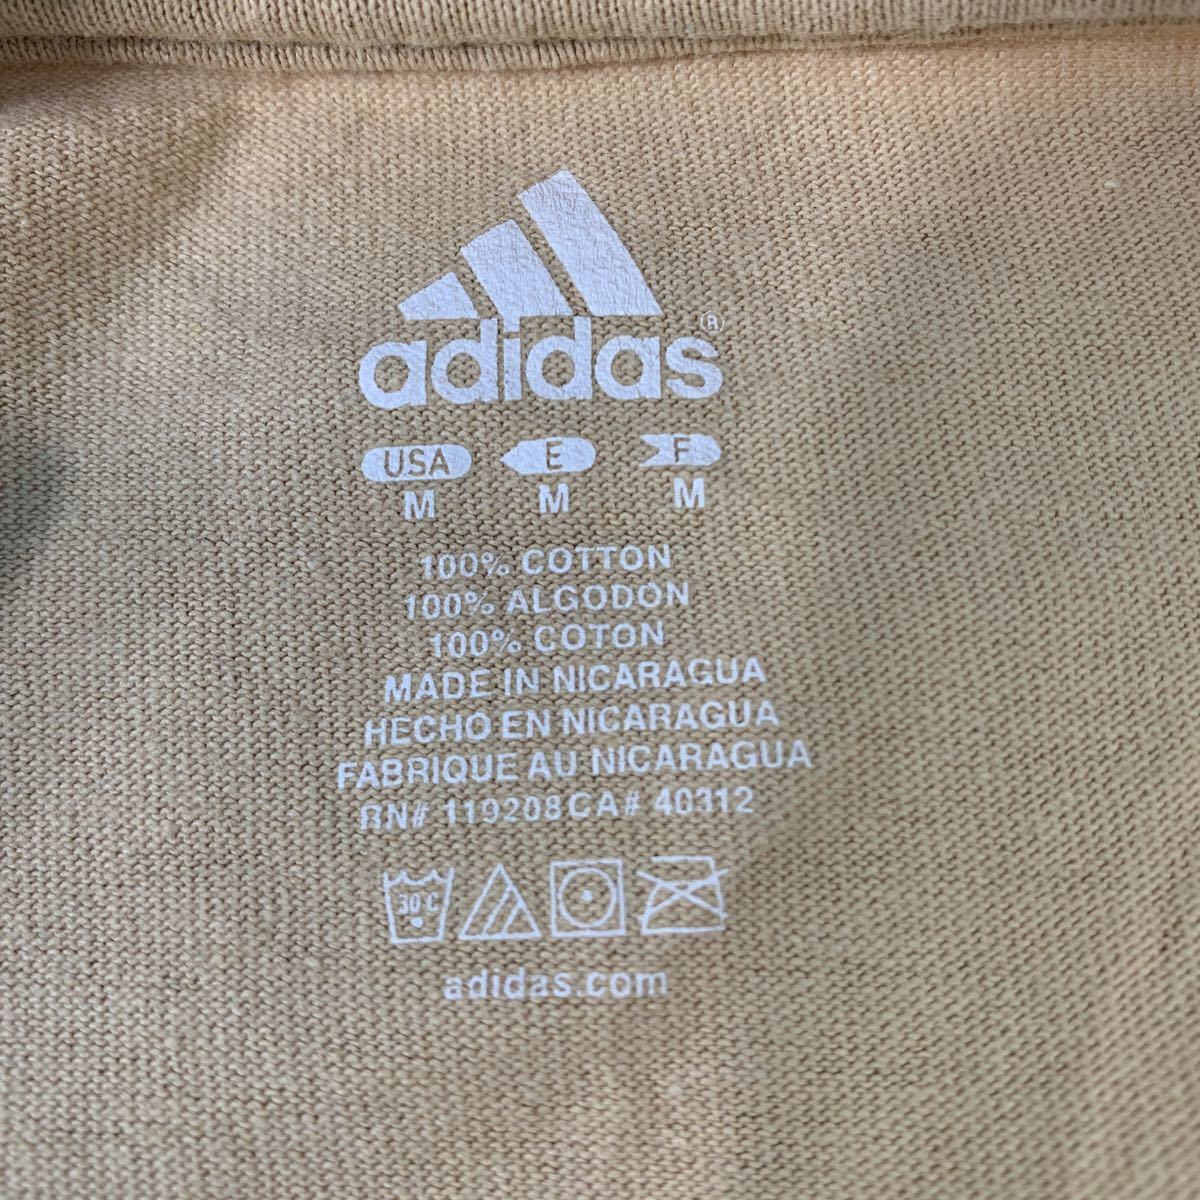 adidas®
USA E F
M M M
100% COTTON
100% ALGODON
100% COTON
MADE IN NICARAGUA
HECHO EN NICARAGUA
FABRIQUE AU NICARAGUA
RN# 119208 CA# 40312
30 C
adidas.com